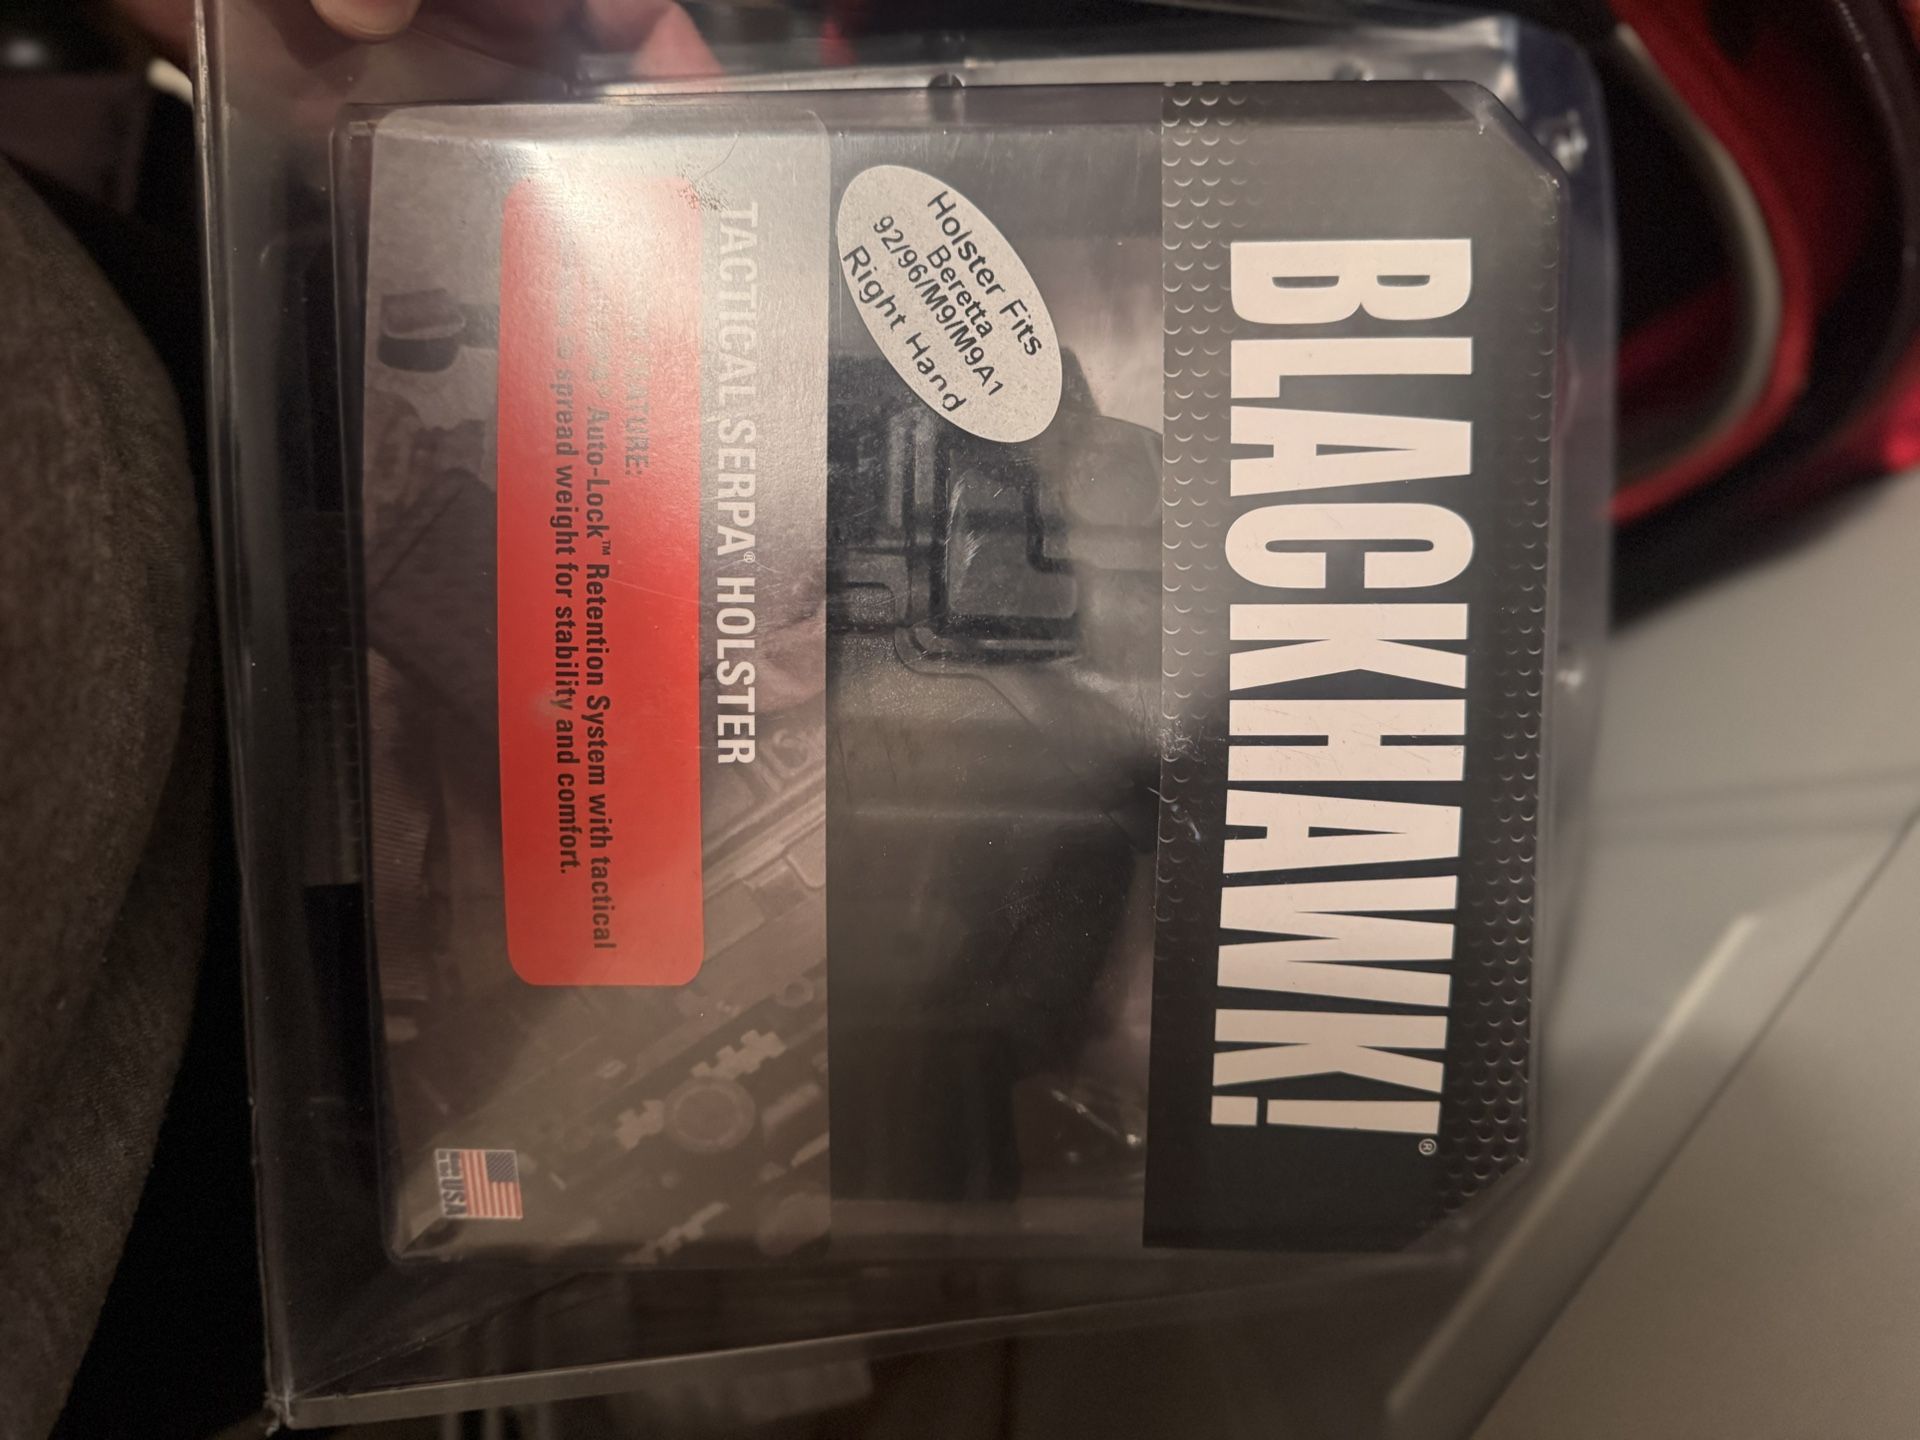 BLACKHAWK!®
Holster Fits
Beretta
92/96/M9/M9A1
Right Hand
TACTICAL SERPA® HOLSTER
Auto-Lock™ Retention System with tactical
to spread weight for stability and comfort.
USA